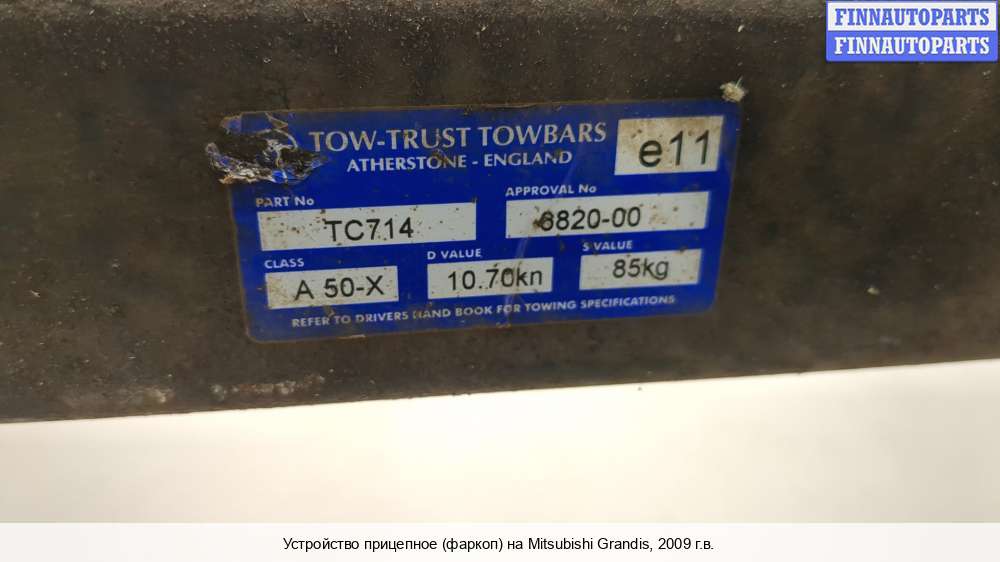 FINNAUTOPARTS
FINNAUTOPARTS
TOW-TRUST TOWBARS
ATHERSTONE - ENGLAND
e11
PART No
TC714
APPROVAL No
6820-00
CLASS
A 50-X
D VALUE
10.70kn
S VALUE
85kg
REFER TO DRIVERS HAND BOOK FOR TOWING SPECIFICATIONS
Устройство прицепное (фаркоп) на Mitsubishi Grandis, 2009 г.в.